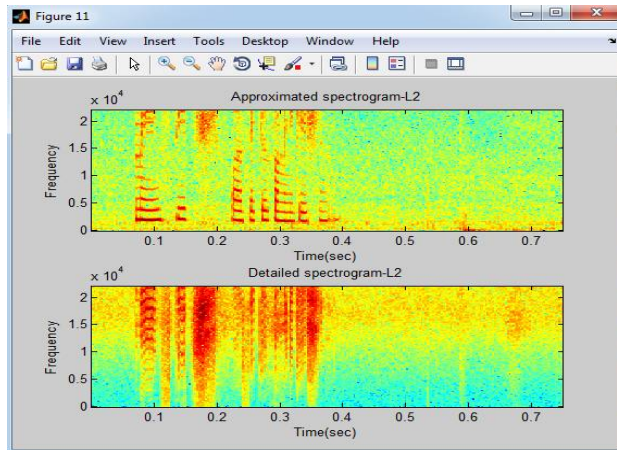 Figure 11
File Edit View Insert Tools Desktop Window Help
Approximated spectrogram-L2
x 10^4
2
1.5
1
0.5
0
Frequency
0.1 0.2 0.3 0.4 0.5 0.6 0.7
Time(sec)
Detailed spectrogram-L2
x 10^4
2
1.5
1
0.5
0
Frequency
0.1 0.2 0.3 0.4 0.5 0.6 0.7
Time(sec)